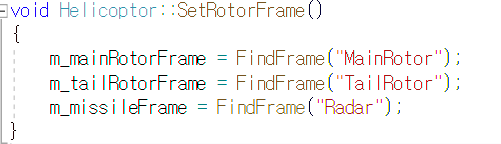 void Helicoptor::SetRotorFrame()
{
m_mainRotorFrame = FindFrame("MainRotor");
m_tailRotorFrame = FindFrame("TailRotor");
m_missileFrame = FindFrame("Radar");
}